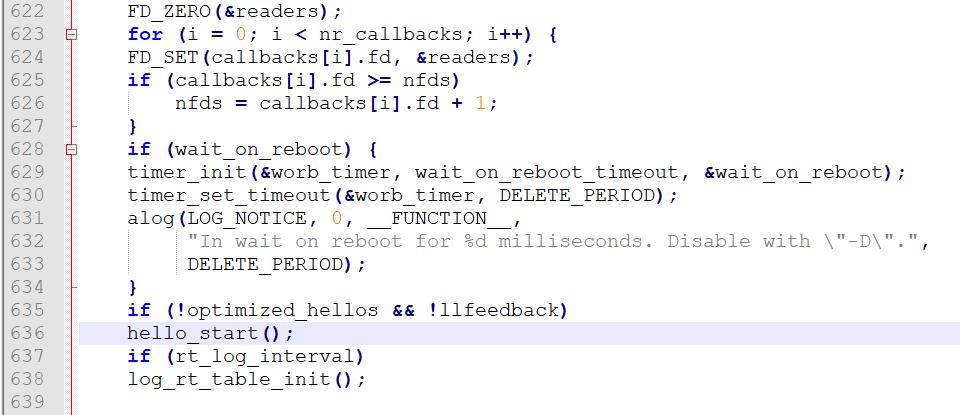 622 FD_ZERO(&readers);
623 for (i = 0; i < nr_callbacks; i++) {
624 FD_SET(callbacks[i].fd, &readers);
625 if (callbacks[i].fd >= nfds)
626 nfds = callbacks[i].fd + 1;
627 }
628 if (wait_on_reboot) {
629 timer_init(&worb_timer, wait_on_reboot_timeout, &wait_on_reboot);
630 timer_set_timeout(&worb_timer, DELETE_PERIOD);
631 alog(LOG_NOTICE, 0, __FUNCTION__,
632 "In wait on reboot for %d milliseconds. Disable with \"-D\".",
633 DELETE_PERIOD);
634 }
635 if (!optimized_hellos && !llfeedback)
636 hello_start();
637 if (rt_log_interval)
638 log_rt_table_init();
639